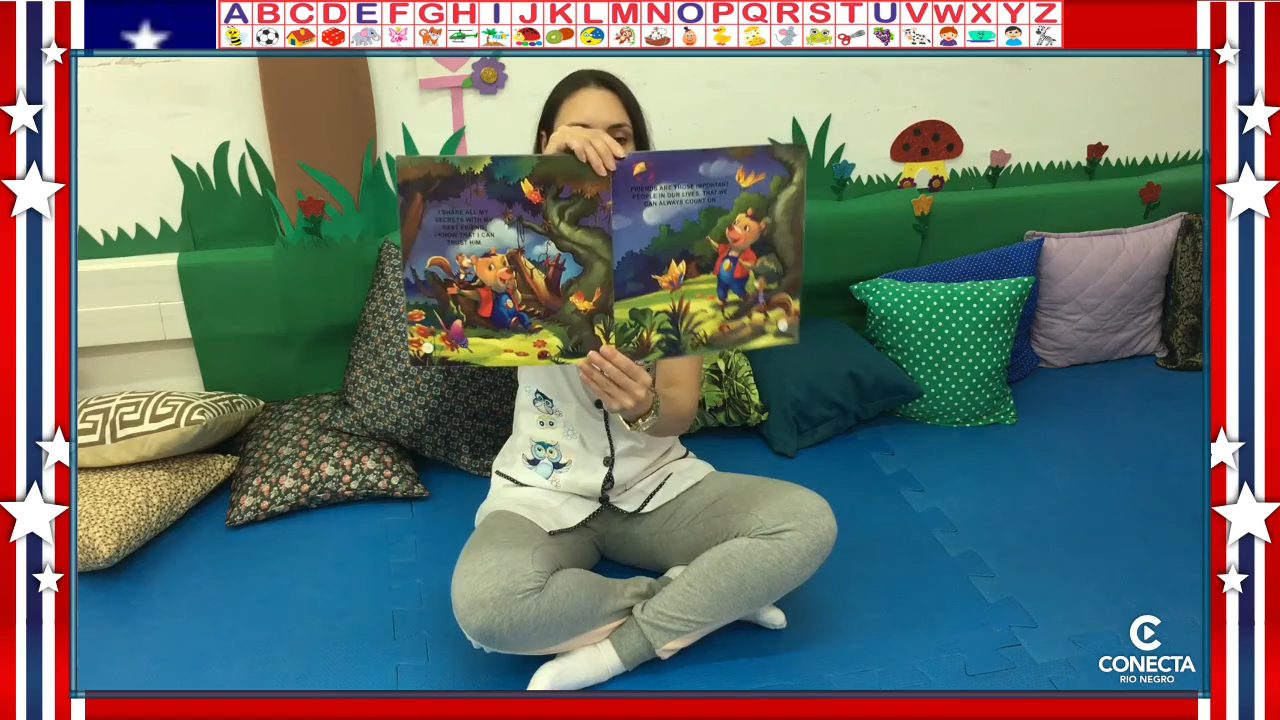 A B C D E F G H I J K L M N O P Q R S T U V W X Y Z
I SHARE ALL MY
SECRETS WITH MY
BEST FRIEND.
I KNOW THAT I CAN
TRUST HIM.
FRIENDS ARE THOSE IMPORTANT
PEOPLE IN OUR LIVES, THAT WE
CAN ALWAYS COUNT ON
CONECTA
RIO NEGRO